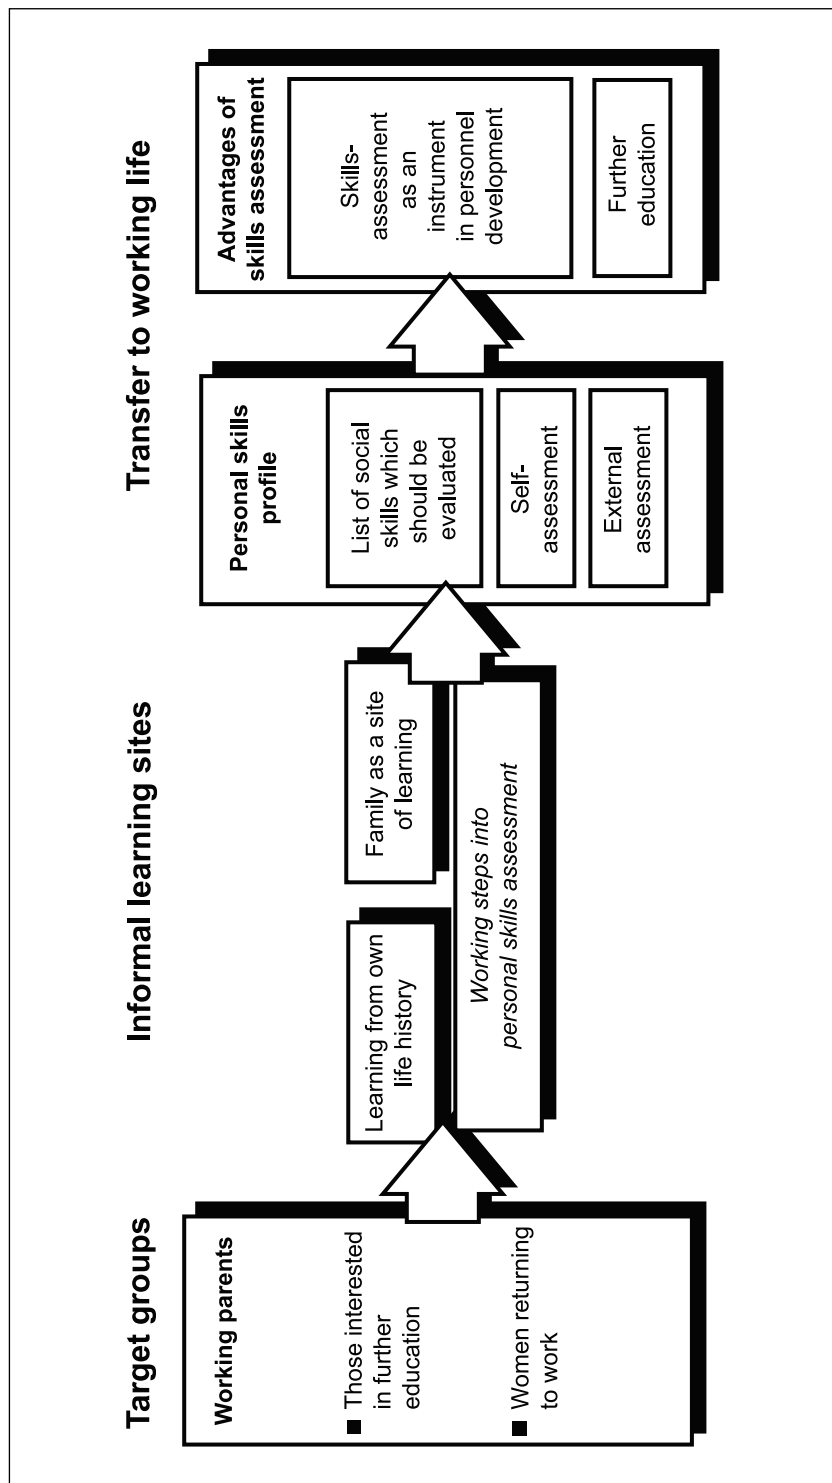 Target groups
Working parents
■ Those interested
in further
education
■ Women returning
to work
Informal learning sites
Learning from own
life history
Family as a site
of learning
Working steps into
personal skills assessment
Transfer to working life
Personal skills
profile
List of social
skills which
should be
evaluated
Self-
assessment
External
assessment
Advantages of
skills assessment
Skills-
assessment
as an
instrument
in personnel
development
Further
education